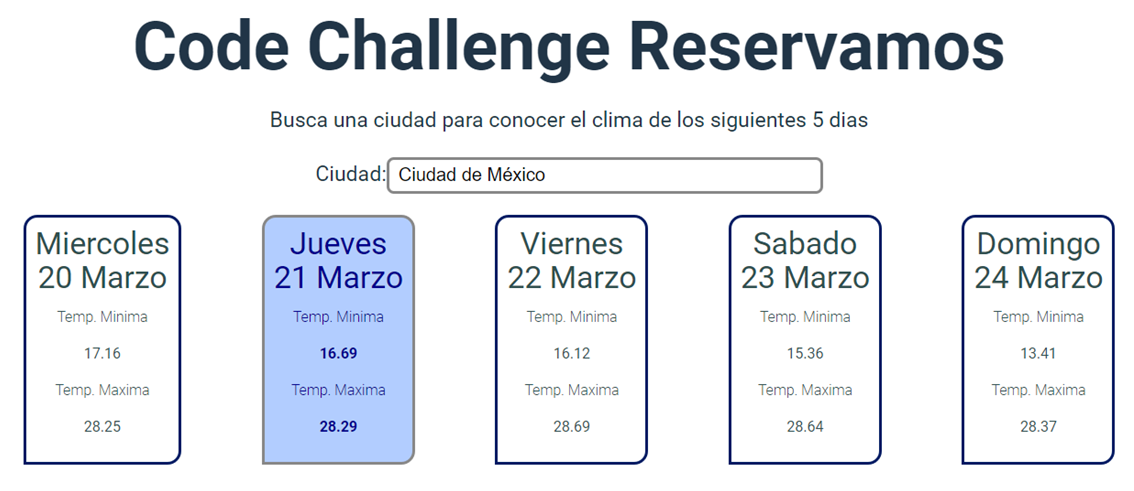 Code Challenge Reservamos
Busca una ciudad para conocer el clima de los siguientes 5 dias
Ciudad: Ciudad de México
Miercoles
20 Marzo
Temp. Minima
17.16
Temp. Maxima
28.25
Jueves
21 Marzo
Temp. Minima
16.69
Temp. Maxima
28.29
Viernes
22 Marzo
Temp. Minima
16.12
Temp. Maxima
28.69
Sabado
23 Marzo
Temp. Minima
15.36
Temp. Maxima
28.64
Domingo
24 Marzo
Temp. Minima
13.41
Temp. Maxima
28.37